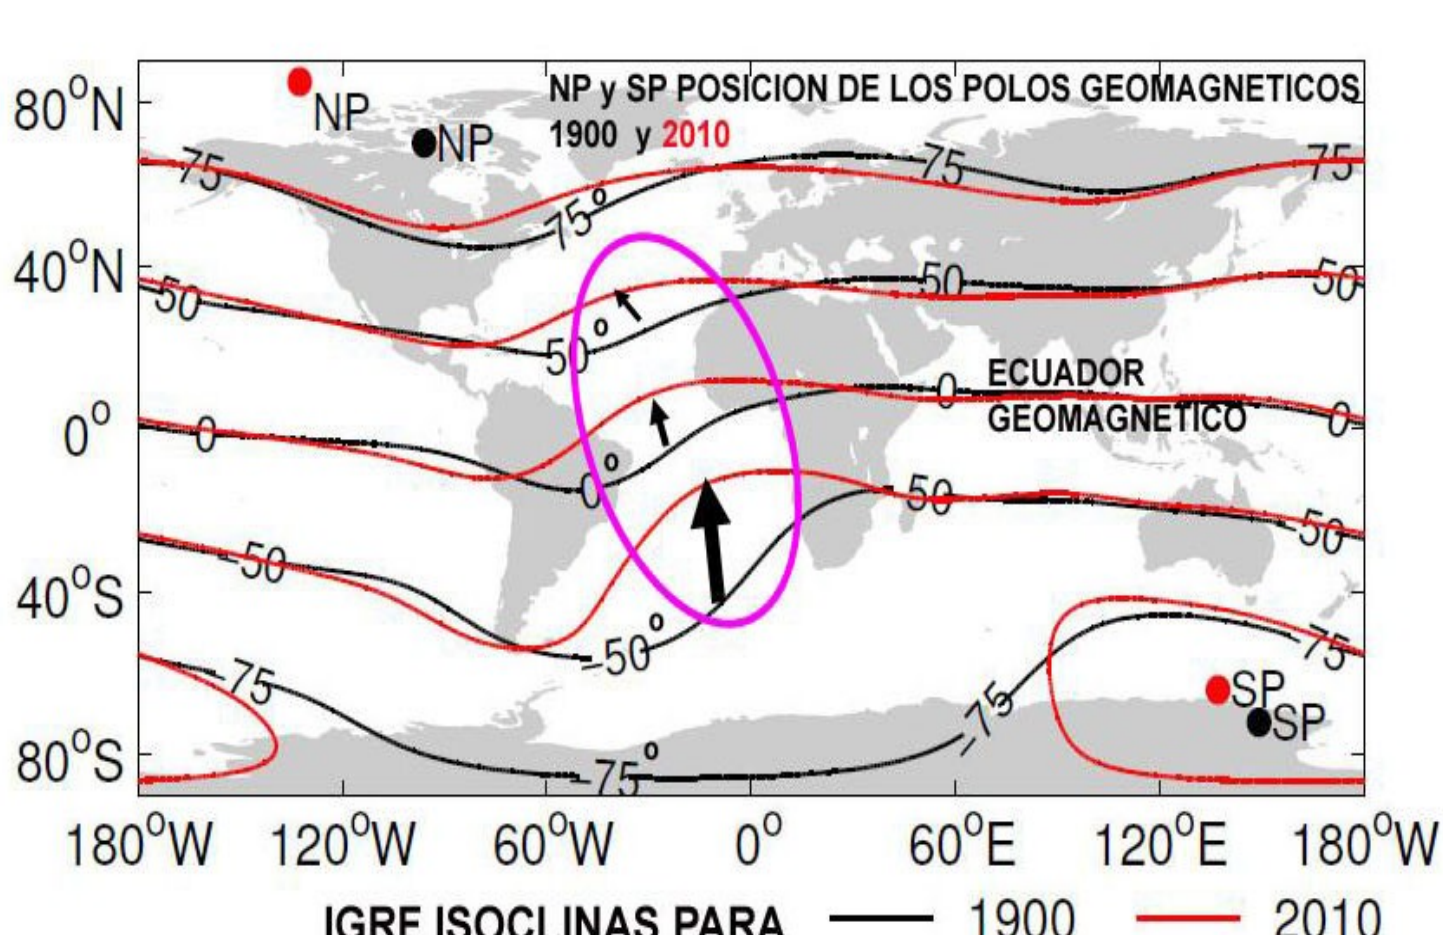 NP y SP POSICION DE LOS POLOS GEOMAGNETICOS
1900 y 2010
80°N
NP
NP
75
75
75
75°
40°N
50
50
50
50°
ECUADOR
GEOMAGNETICO
0°
0
0
0
0°
50
-50
-50
40°S
-50°
75
-75
-75
SP
SP
80°S
-75°
180°W 120°W 60°W 0° 60°E 120°E 180°W
IGRF ISOCLINAS PARA 1900 2010